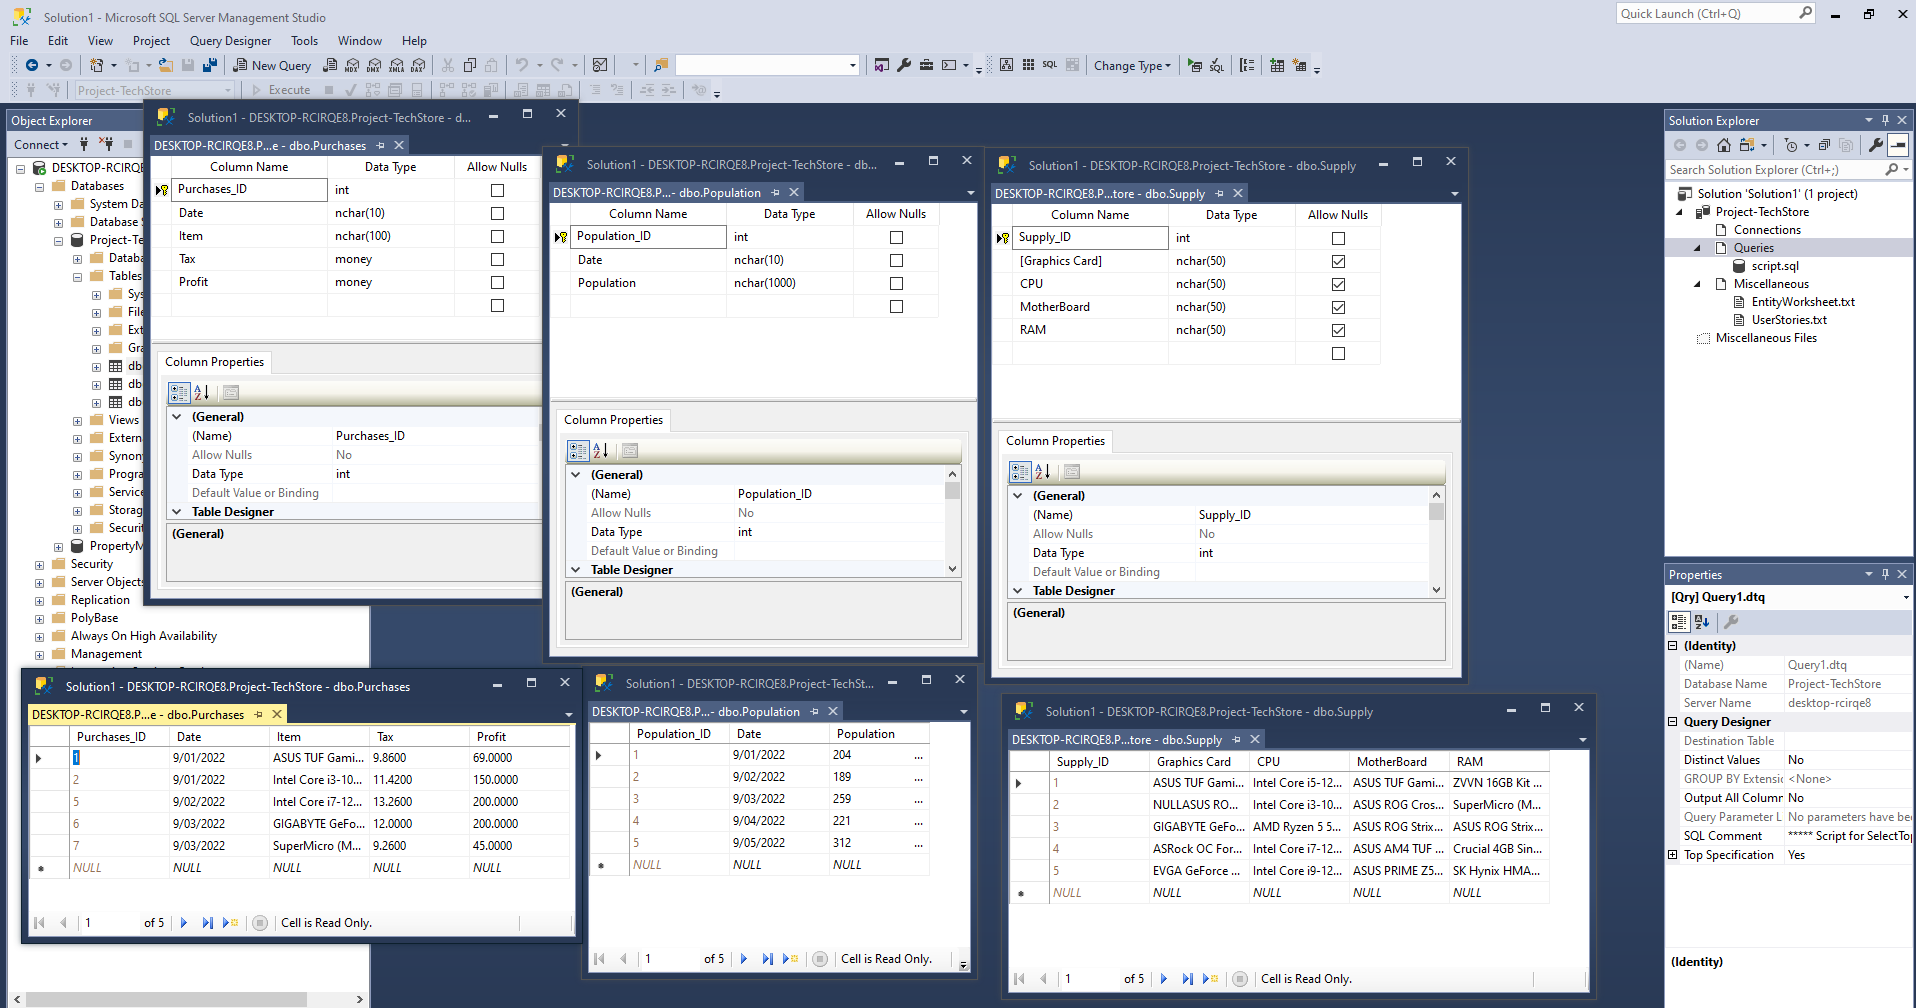 Solution1 - Microsoft SQL Server Management Studio
Quick Launch (Ctrl+Q)
File Edit View Project Query Designer Tools Window Help
New Query MDX DMX XMLA DAX SQL Change Type SQL
Project-TechStore Execute
Object Explorer
Connect
DESKTOP-RCIRQE8
Databases
System Da
Database S
Project-Te
Databa
Tables
Sys
File
Ext
Gra
dbo
dbo
dbo
Views
Extern
Synony
Progra
Service
Storag
Securi
PropertyM
Security
Server Objects
Replication
PolyBase
Always On High Availability
Management
Solution1 - DESKTOP-RCIRQE8.Project-TechStore - d...
DESKTOP-RCIRQE8.P...e - dbo.Purchases
Column Name Data Type Allow Nulls
Purchases_ID int
Date nchar(10)
Item nchar(100)
Tax money
Profit money
Column Properties
(General)
(Name) Purchases_ID
Allow Nulls No
Data Type int
Default Value or Binding
Table Designer
(General)
Solution1 - DESKTOP-RCIRQE8.Project-TechStore - db...
DESKTOP-RCIRQE8.P...- dbo.Population
Column Name Data Type Allow Nulls
Population_ID int
Date nchar(10)
Population nchar(1000)
Column Properties
(General)
(Name) Population_ID
Allow Nulls No
Data Type int
Default Value or Binding
Table Designer
(General)
Solution1 - DESKTOP-RCIRQE8.Project-TechStore - dbo.Supply
DESKTOP-RCIRQE8.P...tore - dbo.Supply
Column Name Data Type Allow Nulls
Supply_ID int
[Graphics Card] nchar(50)
CPU nchar(50)
MotherBoard nchar(50)
RAM nchar(50)
Column Properties
(General)
(Name) Supply_ID
Allow Nulls No
Data Type int
Default Value or Binding
Table Designer
(General)
Solution1 - DESKTOP-RCIRQE8.Project-TechStore - dbo.Purchases
DESKTOP-RCIRQE8.P...e - dbo.Purchases
Purchases_ID Date Item Tax Profit
1 9/01/2022 ASUS TUF Gami... 9.8600 69.0000
2 9/01/2022 Intel Core i3-10... 11.4200 150.0000
5 9/02/2022 Intel Core i7-12... 13.2600 200.0000
6 9/03/2022 GIGABYTE GeFo... 12.0000 200.0000
7 9/03/2022 SuperMicro (M... 9.2600 45.0000
NULL NULL NULL NULL NULL
1 of 5 Cell is Read Only.
Solution1 - DESKTOP-RCIRQE8.Project-TechSt...
DESKTOP-RCIRQE8.P...- dbo.Population
Population_ID Date Population
1 9/01/2022 204 ...
2 9/02/2022 189 ...
3 9/03/2022 259 ...
4 9/04/2022 221 ...
5 9/05/2022 312 ...
NULL NULL NULL
1 of 5 Cell is Read Only.
Solution1 - DESKTOP-RCIRQE8.Project-TechStore - dbo.Supply
DESKTOP-RCIRQE8.P...tore - dbo.Supply
Supply_ID Graphics Card CPU MotherBoard RAM
1 ASUS TUF Gami... Intel Core i5-12... ASUS TUF Gami... ZVVN 16GB Kit ...
2 NULLASUS RO... Intel Core i3-10... ASUS ROG Cros... SuperMicro (M...
3 GIGABYTE GeFo... AMD Ryzen 5 5... ASUS ROG Strix... ASUS ROG Strix...
4 ASRock OC For... Intel Core i7-12... ASUS AM4 TUF ... Crucial 4GB Sin...
5 EVGA GeForce ... Intel Core i9-12... ASUS PRIME Z5... SK Hynix HMA...
NULL NULL NULL NULL NULL
1 of 5 Cell is Read Only.
Solution Explorer
Search Solution Explorer (Ctrl+;)
Solution 'Solution1' (1 project)
Project-TechStore
Connections
Queries
script.sql
Miscellaneous
EntityWorksheet.txt
UserStories.txt
Miscellaneous Files
Properties
[Qry] Query1.dtq
(Identity)
(Name) Query1.dtq
Database Name Project-TechStore
Server Name desktop-rcirqe8
Query Designer
Destination Table
Distinct Values No
GROUP BY Extensic <None>
Output All Column No
Query Parameter L No parameters have bee
SQL Comment ***** Script for SelectTop
Top Specification Yes
(Identity)